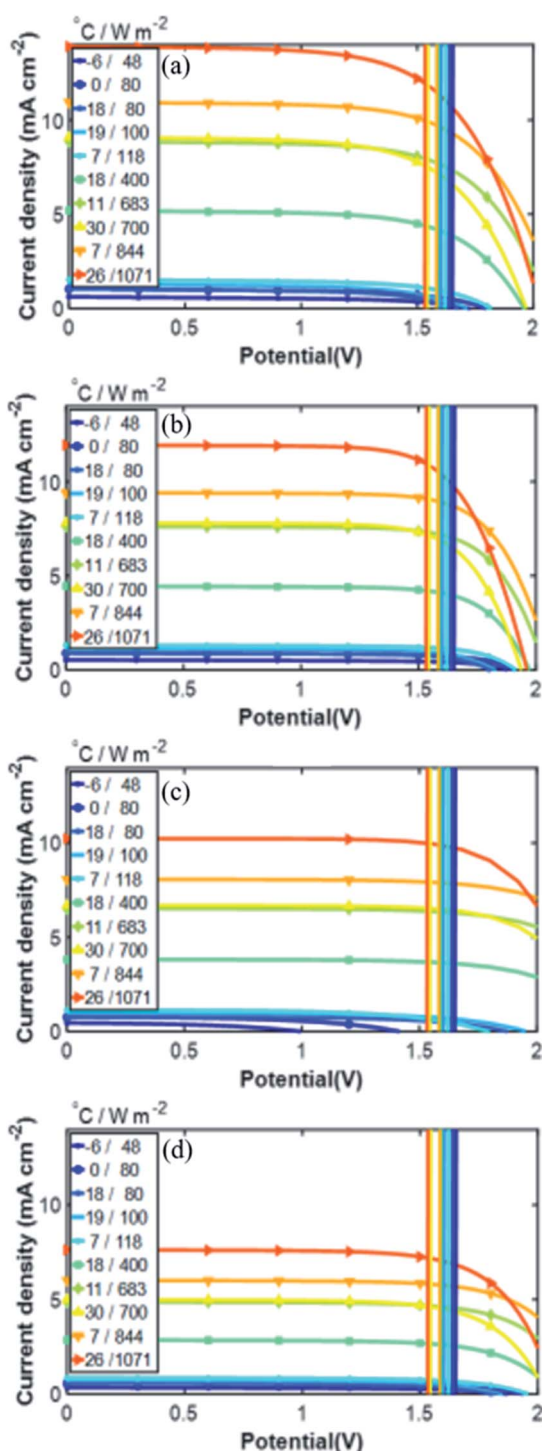 °C / W m-2
Current density (mA cm-2)
(a)
-6 / 48
0 / 80
18 / 80
19 / 100
7 / 118
18 / 400
11 / 683
30 / 700
7 / 844
26 /1071
10
5
0
0 0.5 1 1.5 2
Potential(V)
°C / W m-2
Current density (mA cm-2)
(b)
-6 / 48
0 / 80
18 / 80
19 / 100
7 / 118
18 / 400
11 / 683
30 / 700
7 / 844
26 /1071
10
5
0
0 0.5 1 1.5 2
Potential(V)
°C / W m-2
Current density (mA cm-2)
(c)
-6 / 48
0 / 80
18 / 80
19 / 100
7 / 118
18 / 400
11 / 683
30 / 700
7 / 844
26 /1071
10
5
0
0 0.5 1 1.5 2
Potential(V)
°C / W m-2
Current density (mA cm-2)
(d)
-6 / 48
0 / 80
18 / 80
19 / 100
7 / 118
18 / 400
11 / 683
30 / 700
7 / 844
26 /1071
10
5
0
0 0.5 1 1.5 2
Potential(V)